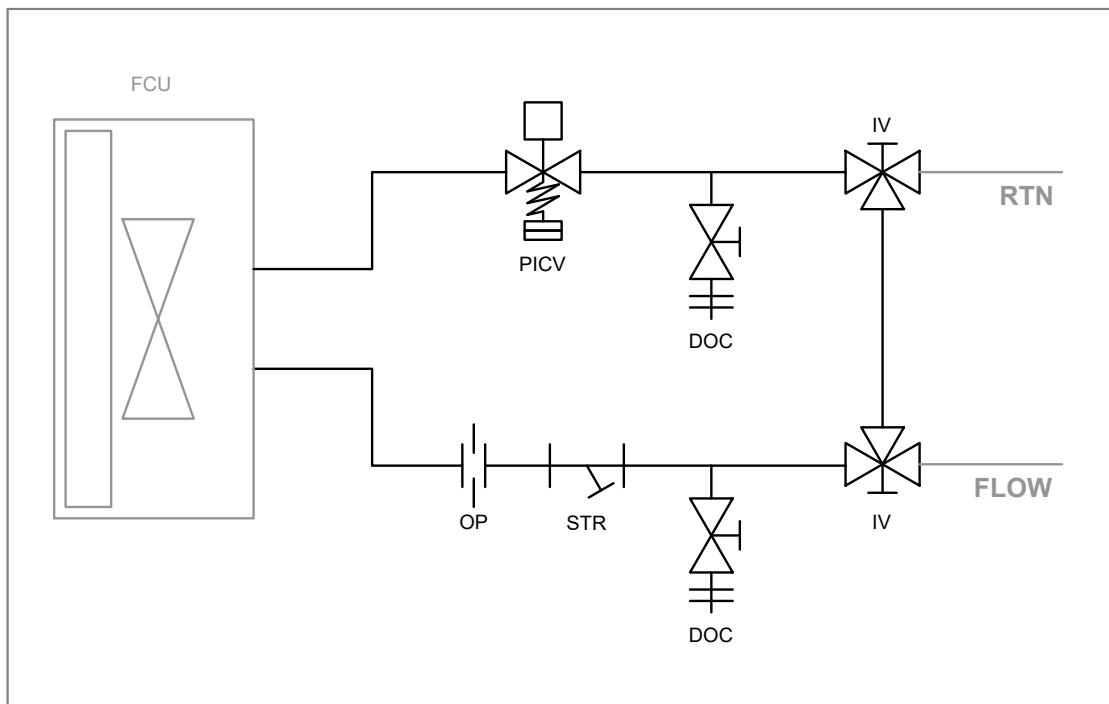 FCU
IV
RTN
PICV
DOC
FLOW
OP
STR
IV
DOC